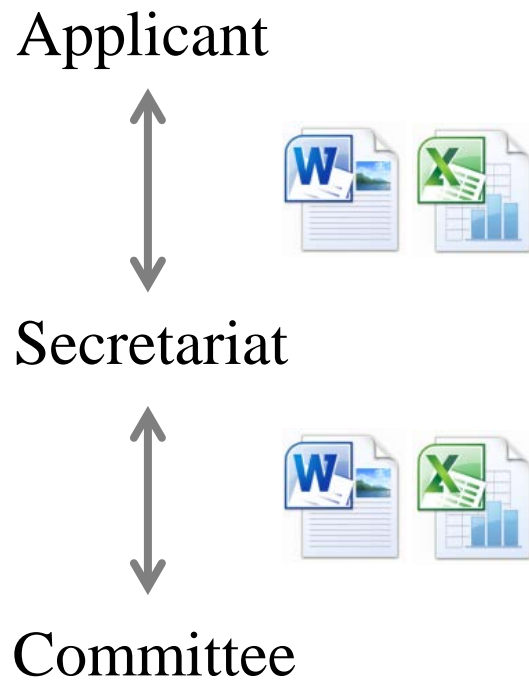 Applicant
W X
Secretariat
W X
Committee